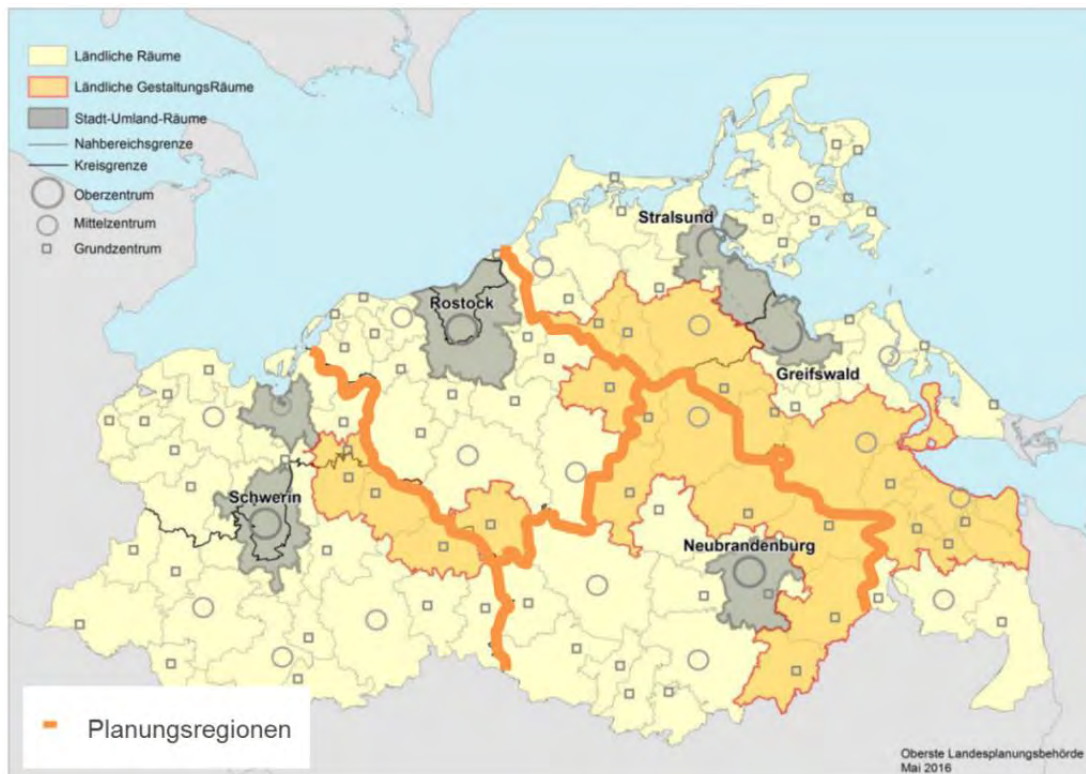 Ländliche Räume
Ländliche GestaltungsRäume
Stadt-Umland-Räume
Nahbereichsgrenze
Kreisgrenze
Oberzentrum
Mittelzentrum
Grundzentrum
Stralsund
Rostock
Greifswald
Schwerin
Neubrandenburg
Planungsregionen
Oberste Landesplanungsbehörde
Mai 2016